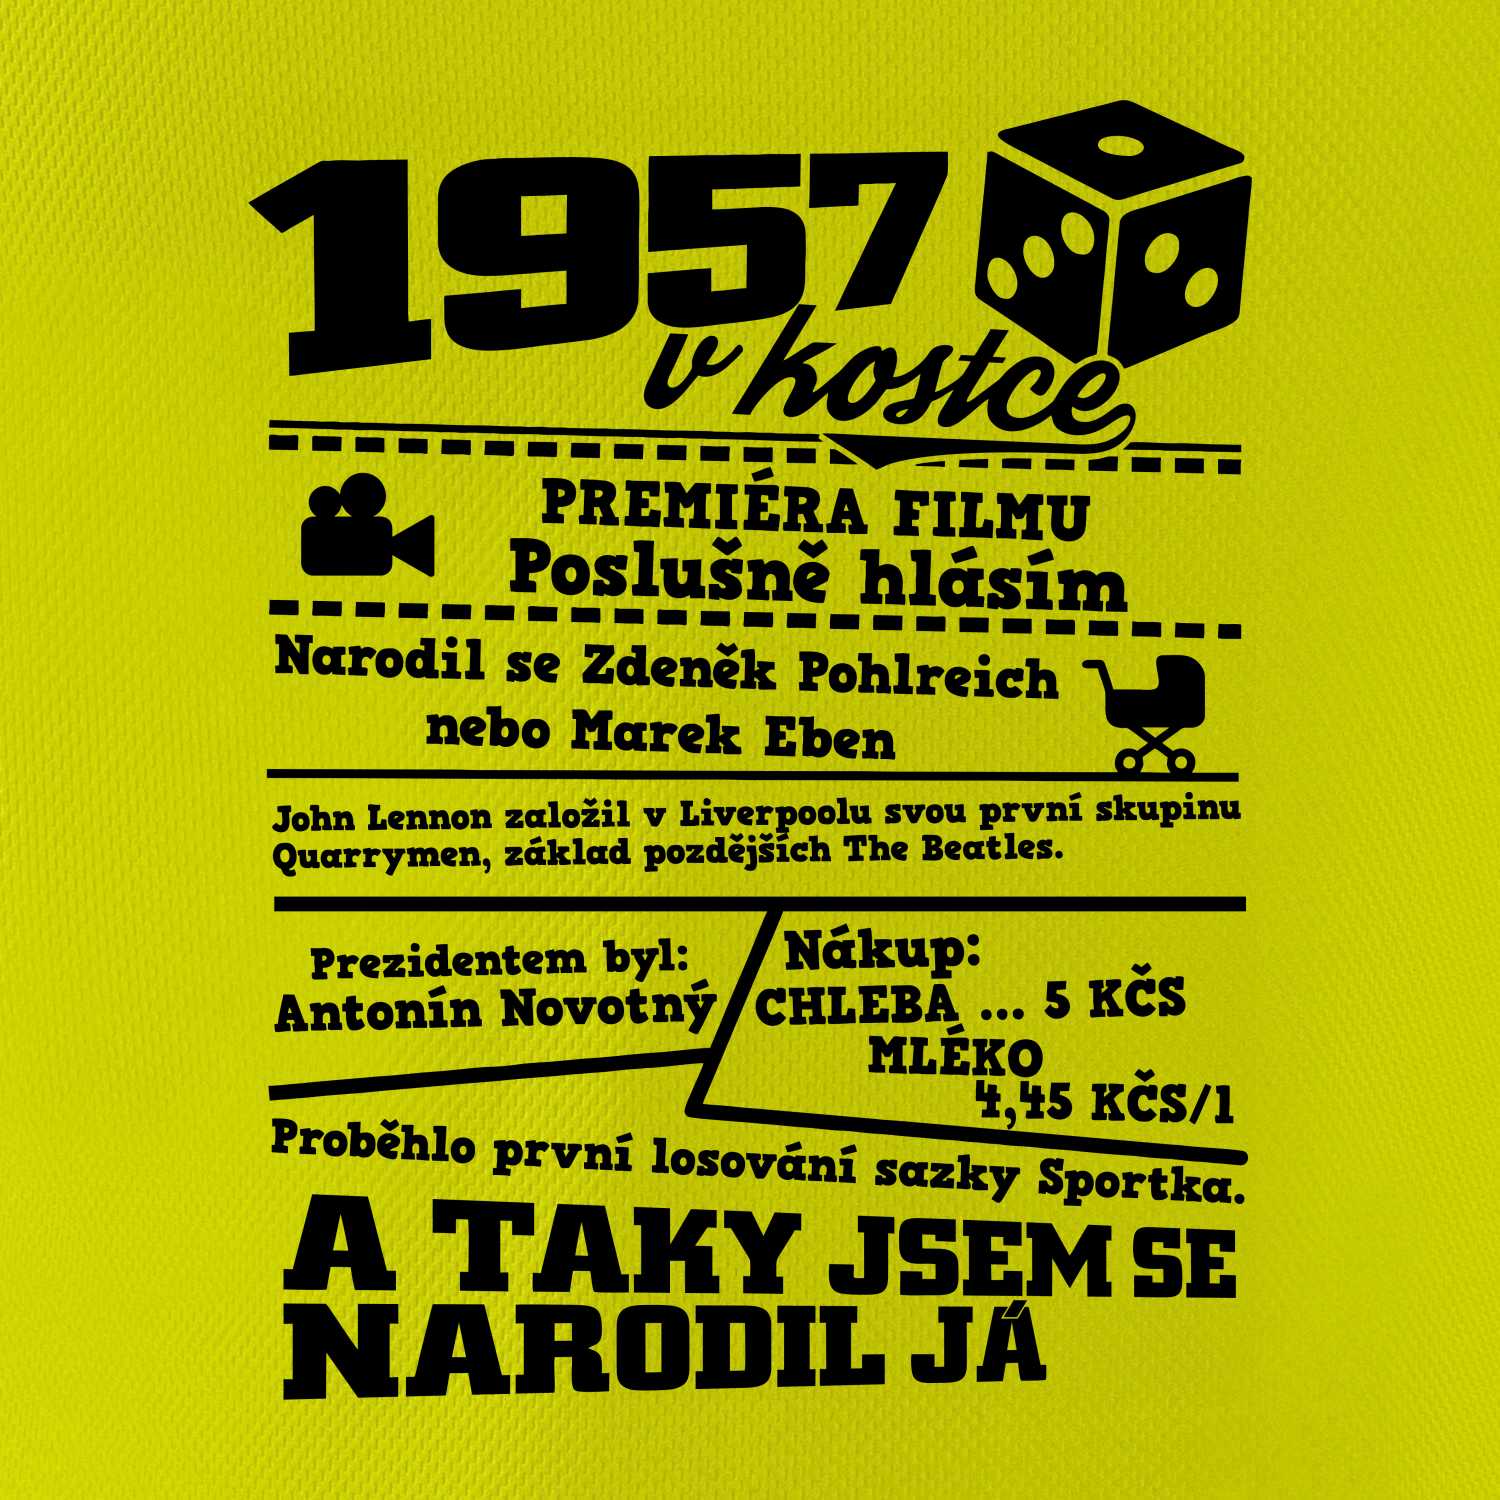 1957
v kostce
PREMIÉRA FILMU
Poslušně hlásím
Narodil se Zdeněk Pohlreich
nebo Marek Eben
John Lennon založil v Liverpoolu svou první skupinu
Quarrymen, základ pozdějších The Beatles.
Prezidentem byl:
Antonín Novotný
Nákup:
CHLEBA ... 5 KČS
MLÉKO
4,45 KČS/l
Proběhlo první losování sazky Sportka.
A TAKY JSEM SE
NARODIL JÁ